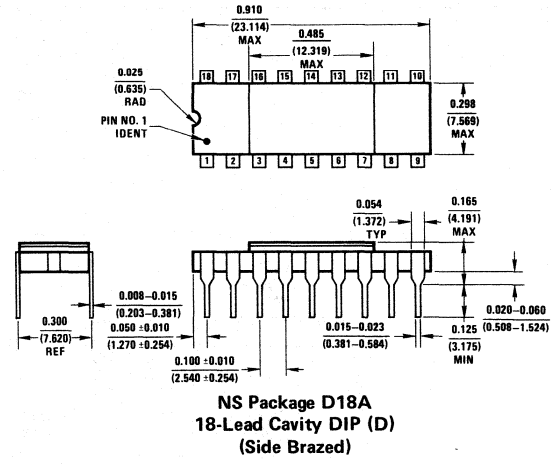 0.910
(23.114)
MAX
0.485
(12.319)
MAX
0.025
(0.635)
RAD
PIN NO. 1
IDENT
18 17 16 15 14 13 12 11 10
1 2 3 4 5 6 7 8 9
0.298
(7.569)
MAX
0.054
(1.372)
TYP
0.165
(4.191)
MAX
0.008–0.015
(0.203–0.381)
0.300
(7.620)
REF
0.050 ±0.010
(1.270 ±0.254)
0.100 ±0.010
(2.540 ±0.254)
0.015–0.023
(0.381–0.584)
0.020–0.060
(0.508–1.524)
0.125
(3.175)
MIN
NS Package D18A
18-Lead Cavity DIP (D)
(Side Brazed)